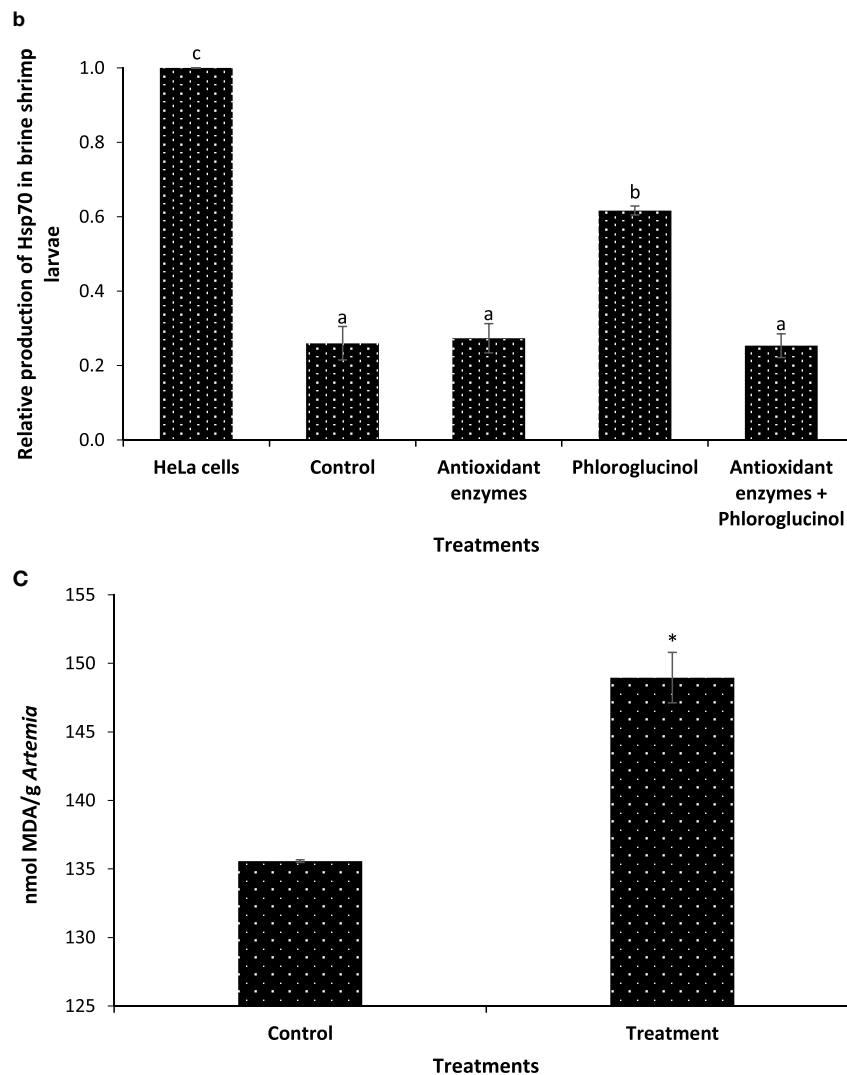 b
Relative production of Hsp70 in brine shrimp
larvae
1.0
0.8
0.6
0.4
0.2
0.0
c
a
a
b
a
HeLa cells
Control
Antioxidant
enzymes
Phloroglucinol
Antioxidant
enzymes +
Phloroglucinol
Treatments
C
nmol MDA/g Artemia
155
150
145
140
135
130
125
*
Control
Treatment
Treatments